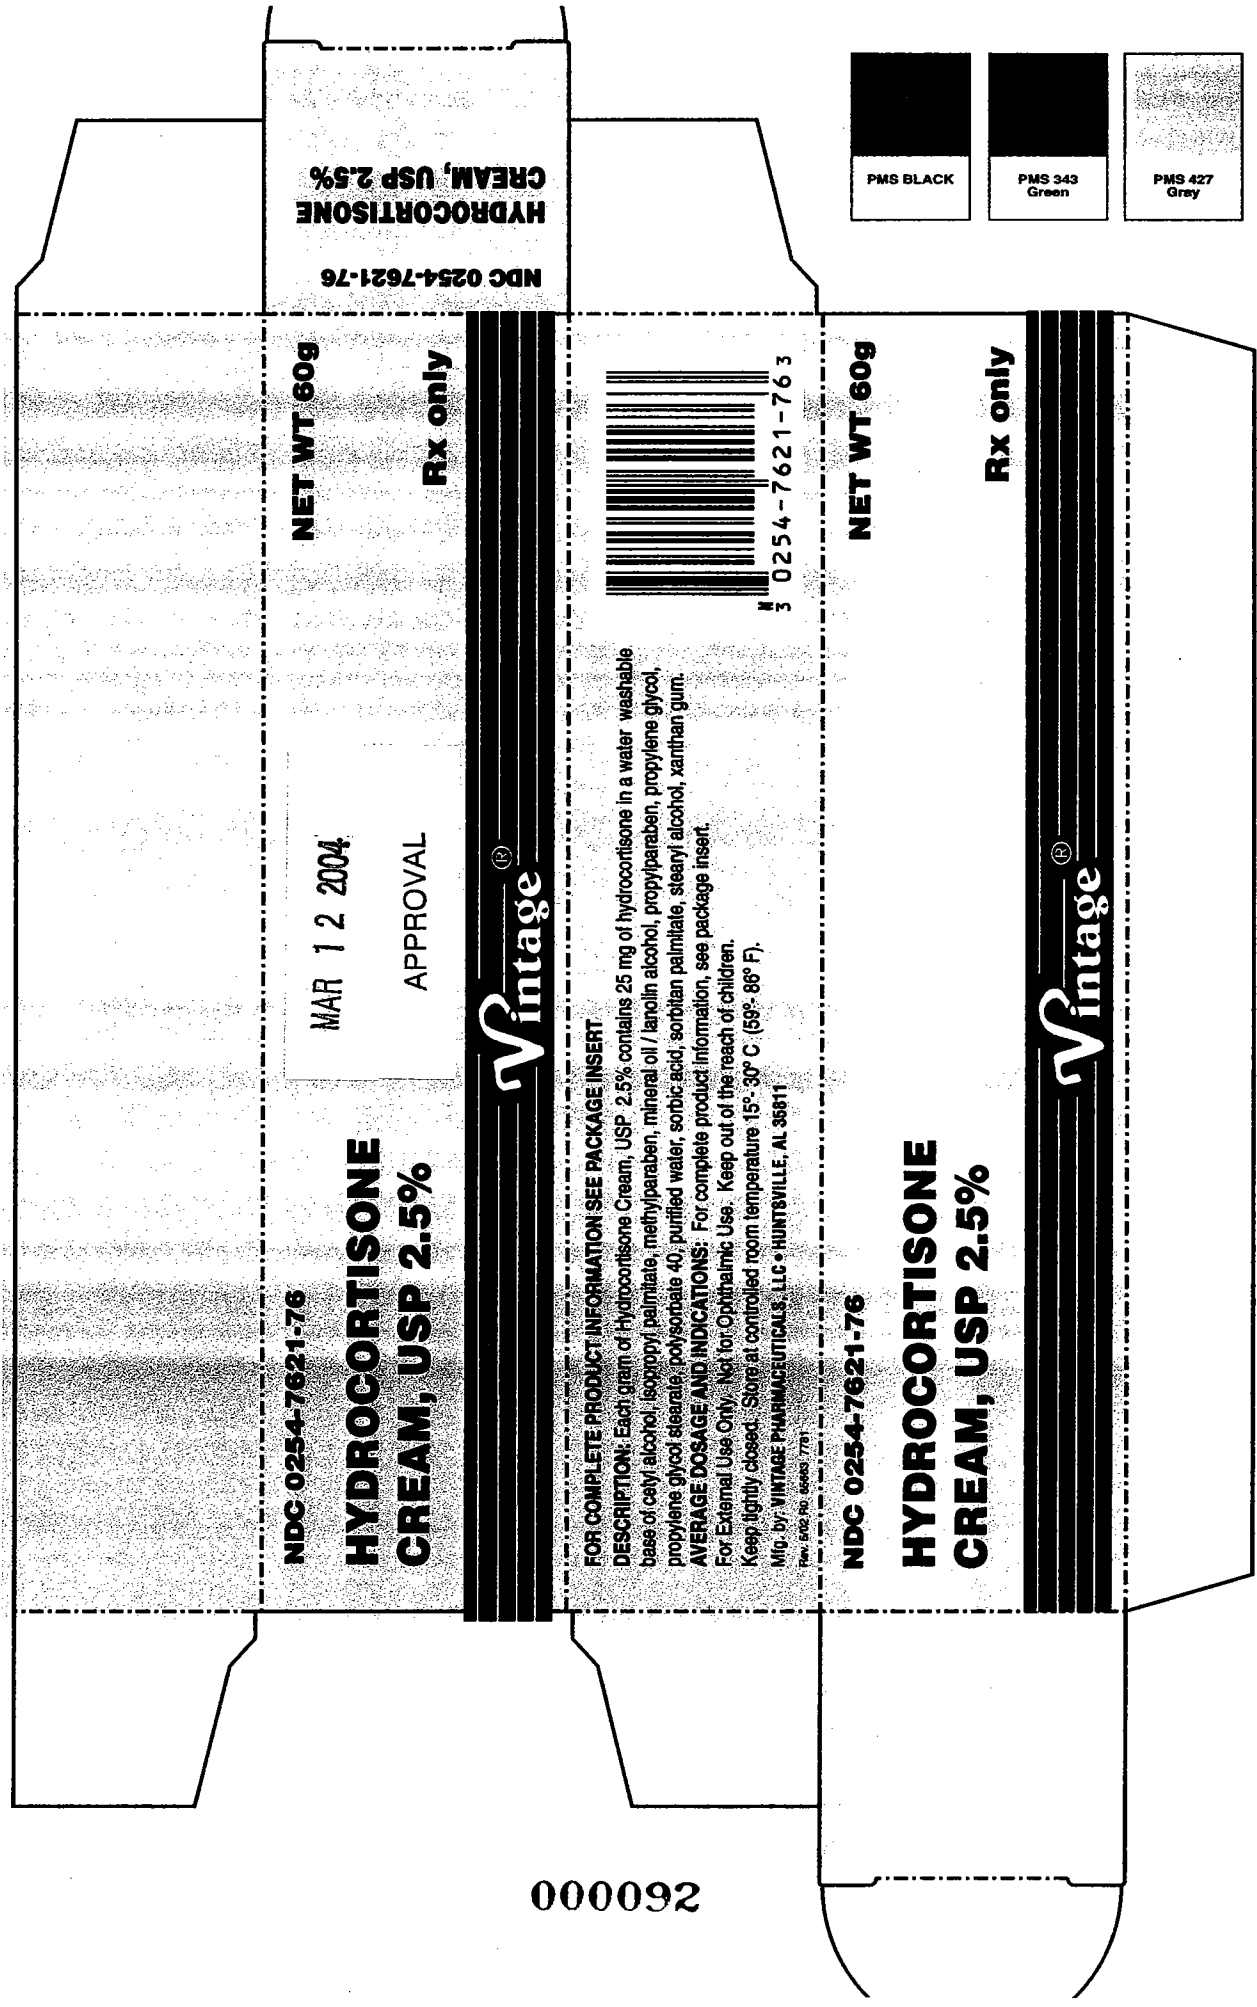 PMS BLACK
PMS 343
Green
PMS 427
Gray
NDC 0254-7621-76
HYDROCORTISONE
CREAM, USP 2.5%
NDC 0254-7621-76
NET WT 60g
HYDROCORTISONE
CREAM, USP 2.5%
Rx only
MAR 12 2004
APPROVAL
Vintage®
FOR COMPLETE PRODUCT INFORMATION SEE PACKAGE INSERT
DESCRIPTION: Each gram of Hydrocortisone Cream, USP 2.5% contains 25 mg of hydrocortisone in a water washable
base of cetyl alcohol, isopropyl palmitate, methylparaben, mineral oil / lanolin alcohol, propylparaben, propylene glycol,
propylene glycol stearate, polysorbate 40, purified water, sorbic acid, sorbitan palmitate, stearyl alcohol, xanthan gum.
AVERAGE DOSAGE AND INDICATIONS: For complete product information, see package insert.
For External Use Only. Not for Ophthalmic Use. Keep out of the reach of children.
Keep tightly closed. Store at controlled room temperature 15°- 30° C (59°- 86° F).
Mfg. by: VINTAGE PHARMACEUTICALS, LLC • HUNTSVILLE, AL 35811
Rev. 5/02 R0
7781
N
3 0254-7621-76 3
NDC 0254-7621-76
NET WT 60g
HYDROCORTISONE
CREAM, USP 2.5%
Rx only
Vintage®
000092